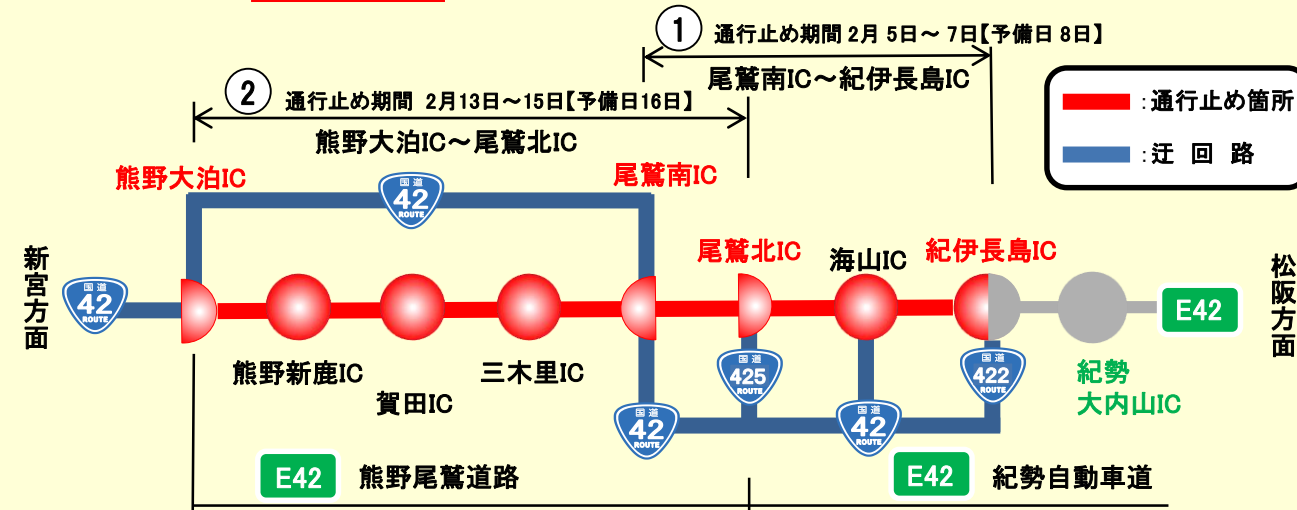 ① 通行止め期間 2月 5日～ 7日【予備日 8日】
尾鷲南IC～紀伊長島IC
② 通行止め期間 2月13日～15日【予備日16日】
熊野大泊IC～尾鷲北IC
：通行止め箇所
：迂 回 路
熊野大泊IC
国道
42
ROUTE
尾鷲南IC
尾鷲北IC
海山IC
紀伊長島IC
新宮方面
国道
42
ROUTE
E42
松阪方面
熊野新鹿IC
賀田IC
三木里IC
国道
425
ROUTE
国道
422
ROUTE
紀勢
大内山IC
国道
42
ROUTE
国道
42
ROUTE
E42 熊野尾鷲道路
E42 紀勢自動車道